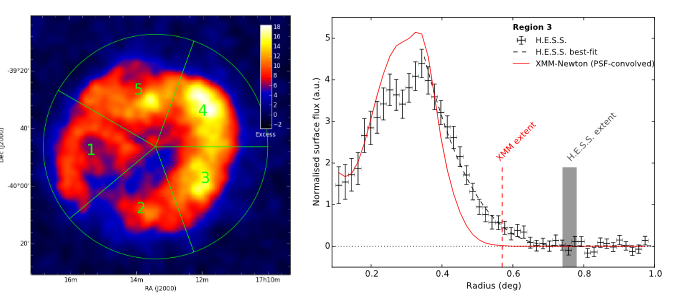 18
16
14
12
10
8
6
4
2
0
−2
Excess
5
4
1
3
2
-39°20'
40'
-40°00'
20'
Dec (J2000)
16m 14m 12m 17h10m
RA (J2000)
Region 3
H.E.S.S.
H.E.S.S. best-fit
XMM-Newton (PSF-convolved)
XMM extent
H.E.S.S. extent
5
4
3
2
1
0
Normalised surface flux (a.u.)
0.2 0.4 0.6 0.8 1.0
Radius (deg)